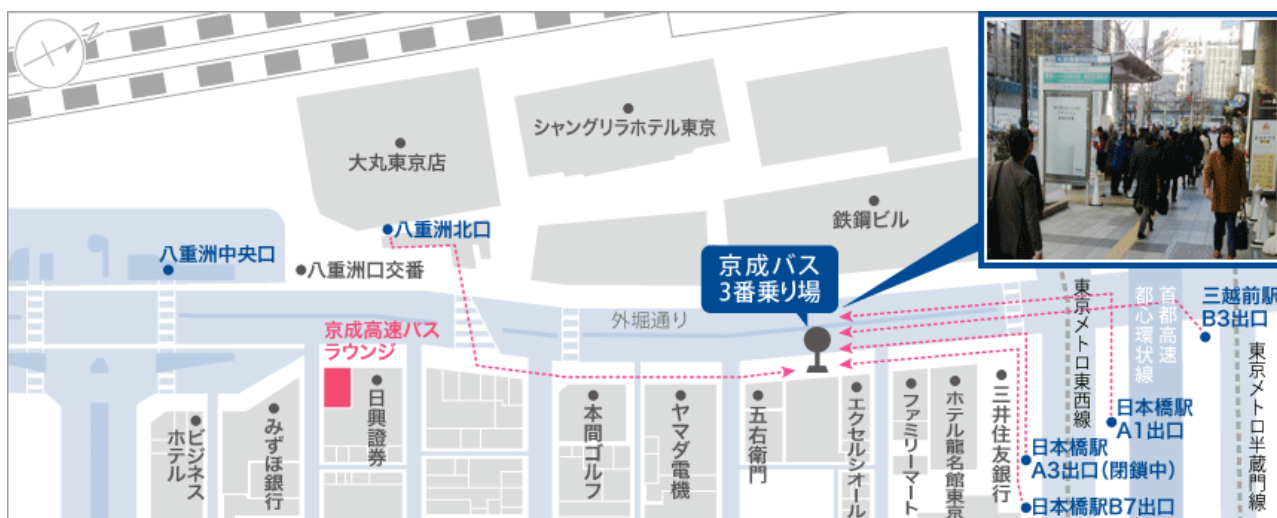 シャングリラホテル東京
大丸東京店
鉄鋼ビル
八重洲北口
八重洲中央口
八重洲口交番
京成バス
3番乗り場
外堀通り
京成高速バス
ラウンジ
三越前駅
B3出口
東京メトロ東西線
首都高速
都心環状線
東京メトロ半蔵門線
ビジネス
ホテル
みずほ銀行
日興證券
本間ゴルフ
ヤマダ電機
五右衛門
エクセルシオール
ファミリーマート
ホテル龍名館東京
三井住友銀行
日本橋駅
A1出口
日本橋駅
A3出口(閉鎖中)
日本橋駅B7出口